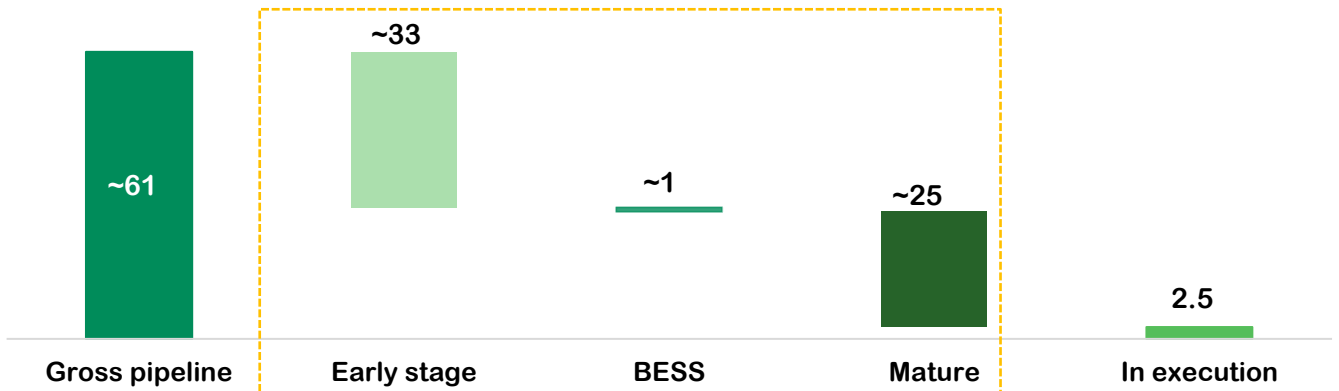 ~33
~61
~1
~25
2.5
Gross pipeline
Early stage
BESS
Mature
In execution